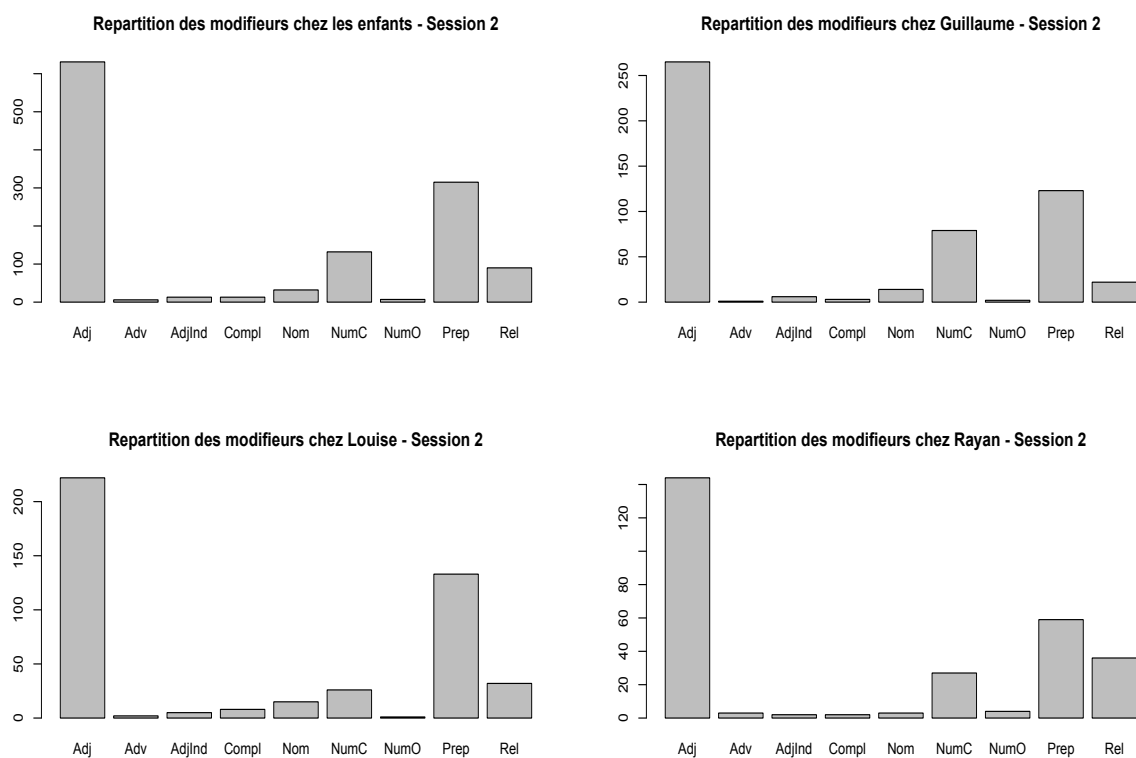 Repartition des modifieurs chez les enfants - Session 2
500
300
100
0
Adj Adv AdjInd Compl Nom NumC NumO Prep Rel
Repartition des modifieurs chez Guillaume - Session 2
250
200
150
100
50
0
Adj Adv AdjInd Compl Nom NumC NumO Prep Rel
Repartition des modifieurs chez Louise - Session 2
200
150
100
50
0
Adj Adv AdjInd Compl Nom NumC NumO Prep Rel
Repartition des modifieurs chez Rayan - Session 2
120
80
60
40
20
0
Adj Adv AdjInd Compl Nom NumC NumO Prep Rel